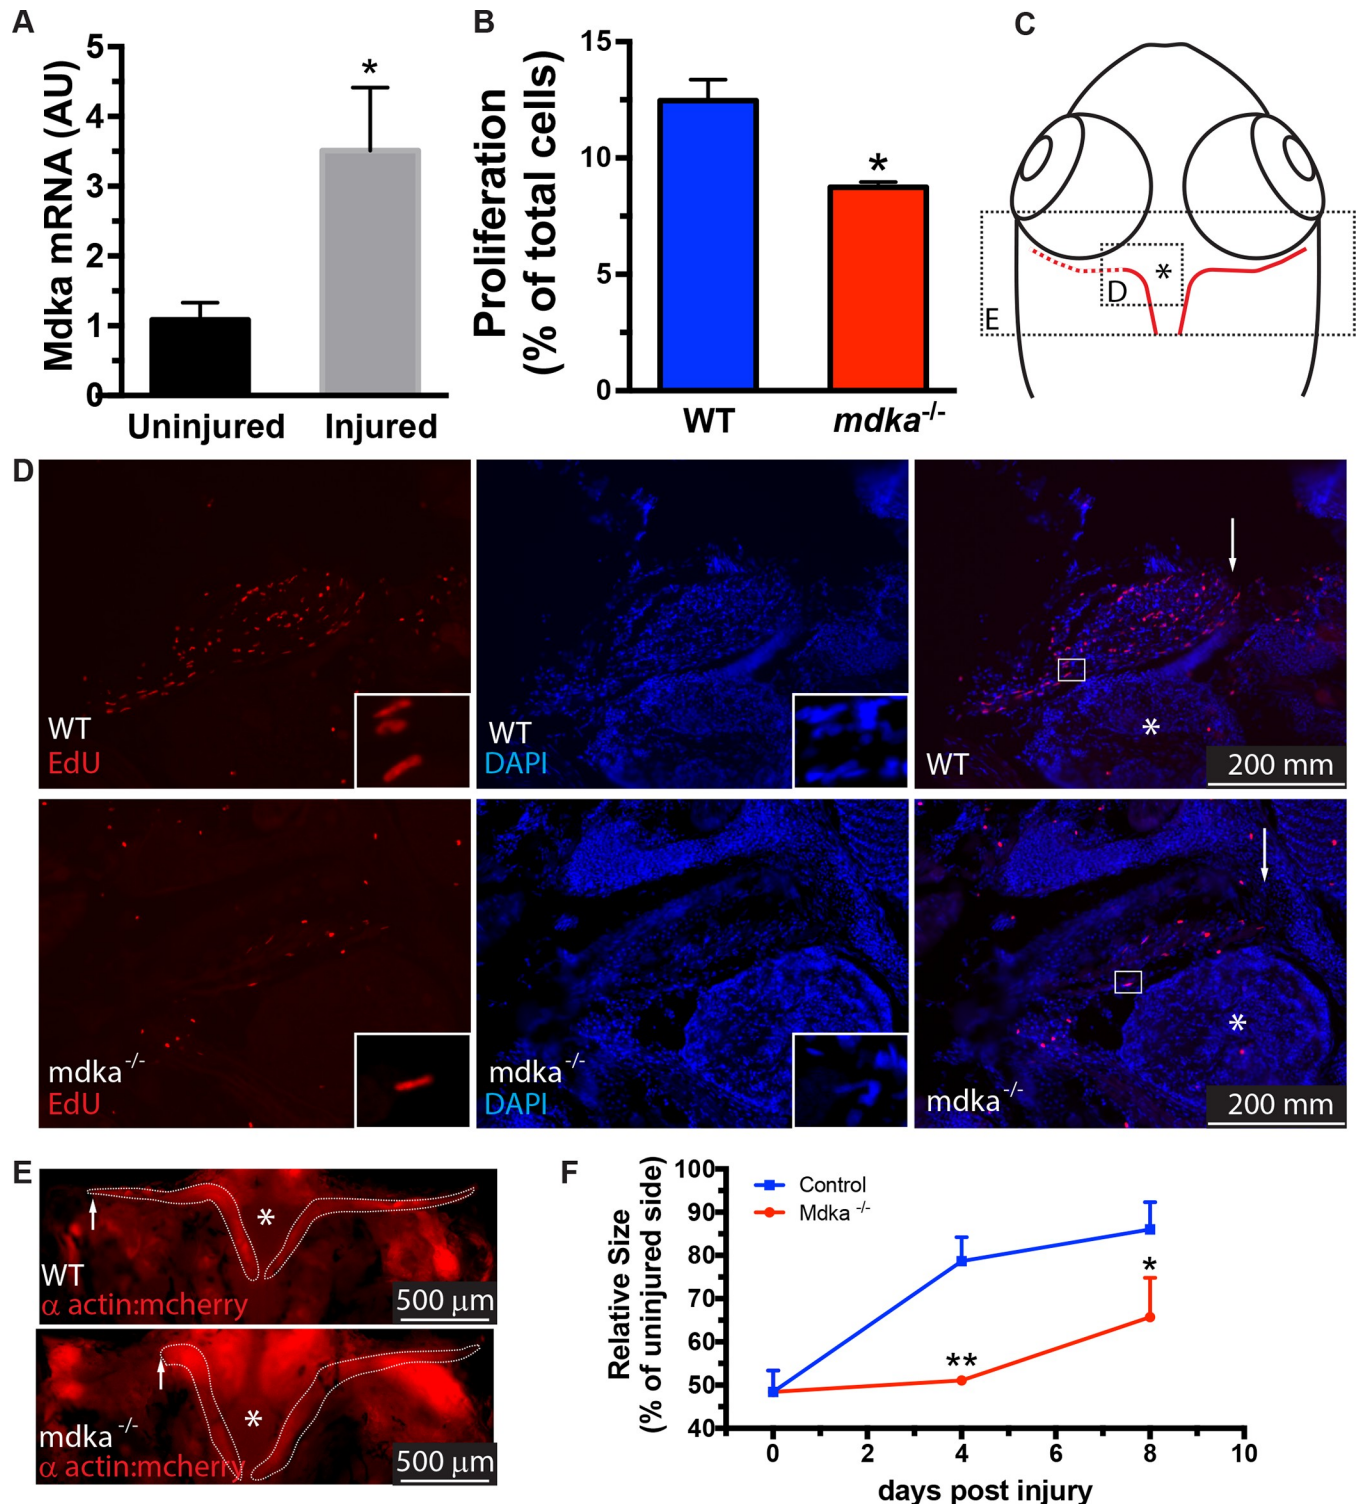 A
Mdka mRNA (AU)
5
4
3
2
1
0
*
Uninjured
Injured
B
Proliferation
(% of total cells)
15
10
5
0
*
WT
mdka-/-
C
*
D
E
D
WT
EdU
WT
DAPI
WT
*
200 mm
mdka -/-
EdU
mdka -/-
DAPI
mdka -/-
*
200 mm
E
*
WT
α actin:mcherry
500 μm
*
mdka -/-
α actin:mcherry
500 μm
F
Relative Size
(% of uninjured side)
100
90
80
70
60
50
40
Control
Mdka -/-
**
*
0
2
4
6
8
10
days post injury